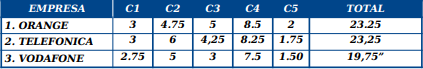 EMPRESA C1 C2 C3 C4 C5 TOTAL
1. ORANGE 3 4.75 5 8.5 2 23.25
2. TELEFONICA 3 6 4,25 8.25 1.75 23,25
3. VODAFONE 2.75 5 3 7.5 1.50 19,75”